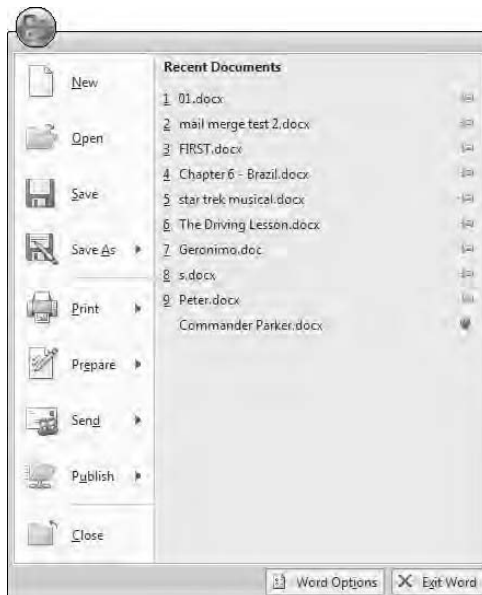 New
Open
Save
Save As
Print
Prepare
Send
Publish
Close
Recent Documents
1 01.docx
2 mail merge test 2.docx
3 FIRST.docx
4 Chapter 6 - Brazil.docx
5 star trek musical.docx
6 The Driving Lesson.docx
7 Geronimo.doc
8 s.docx
9 Peter.docx
Commander Parker.docx
Word Options
Exit Word